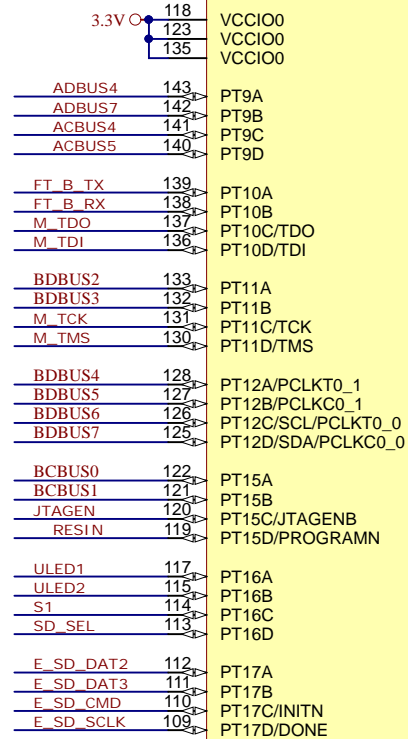 118 VCCIO0
3.3V 123 VCCIO0
135 VCCIO0
ADBUS4 143 PT9A
ADBUS7 142 PT9B
ACBUS4 141 PT9C
ACBUS5 140 PT9D
FT_B_TX 139 PT10A
FT_B_RX 138 PT10B
M_TDO 137 PT10C/TDO
M_TDI 136 PT10D/TDI
BDBUS2 133 PT11A
BDBUS3 132 PT11B
M_TCK 131 PT11C/TCK
M_TMS 130 PT11D/TMS
BDBUS4 128 PT12A/PCLKT0_1
BDBUS5 127 PT12B/PCLKC0_1
BDBUS6 126 PT12C/SCL/PCLKT0_0
BDBUS7 125 PT12D/SDA/PCLKC0_0
BCBUS0 122 PT15A
BCBUS1 121 PT15B
JTAGEN 120 PT15C/JTAGENB
RESIN 119 PT15D/PROGRAMN
ULED1 117 PT16A
ULED2 115 PT16B
S1 114 PT16C
SD_SEL 113 PT16D
E_SD_DAT2 112 PT17A
E_SD_DAT3 111 PT17B
E_SD_CMD 110 PT17C/INITN
E_SD_SCLK 109 PT17D/DONE